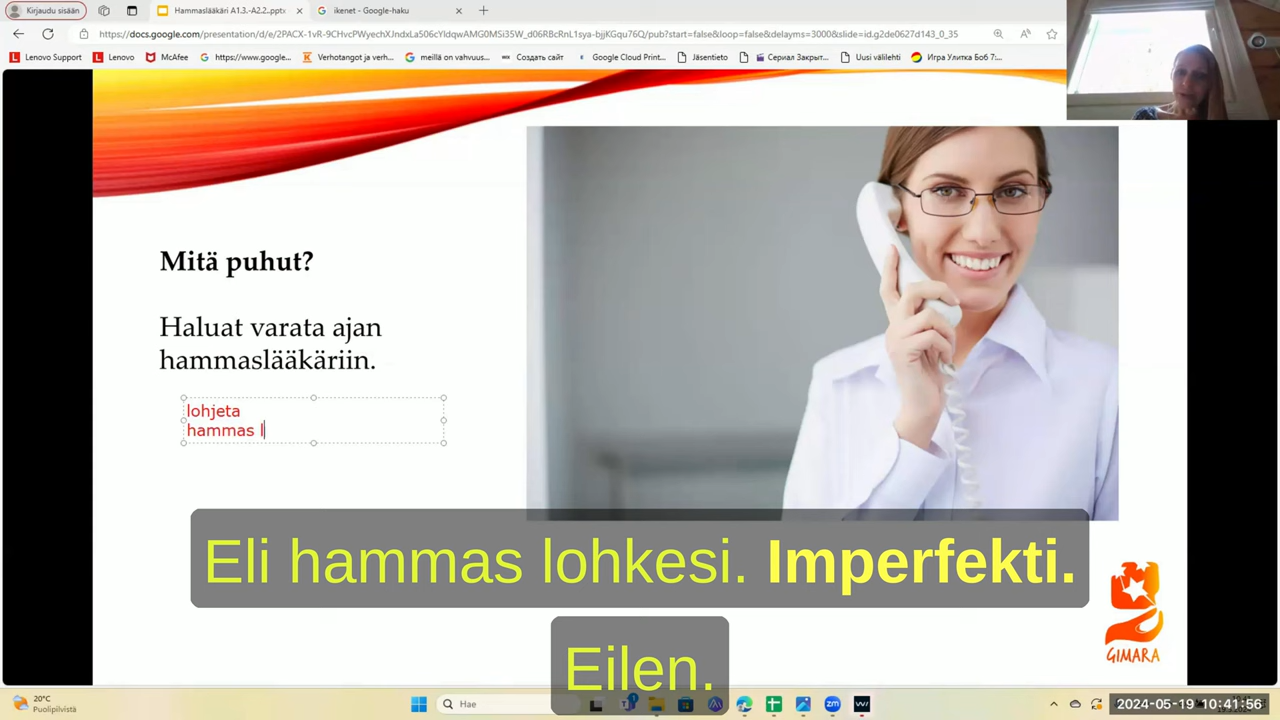 Kirjaudu sisään
Hammaslääkäri A1.3.-A2.2..pptx
ikenet - Google-haku
https://docs.google.com/presentation/d/e/2PACX-1vR-9CHvcPWyechXJndxLa506cYldqwAMG0MSi35W_d06RBcRnL1sya-bjjKGqu76Q/pub?start=false&loop=false&delayms=3000&slide=id.g2de0627d143_0_35
Lenovo Support
Lenovo
McAfee
https://www.google...
Verhotangot ja verh...
meillä on vahvuus...
Создать сайт
Google Cloud Print...
Jäsentieto
Сериал Закрыт...
Uusi välilehti
Игра Улитка Боб 7:...
Mitä puhut?
Haluat varata ajan
hammaslääkäriin.
lohjeta
hammas l
Eli hammas lohkesi. Imperfekti.
Eilen.
GIMARA
20°C
Puolipilvistä
Hae
2024-05-19 10:41:56